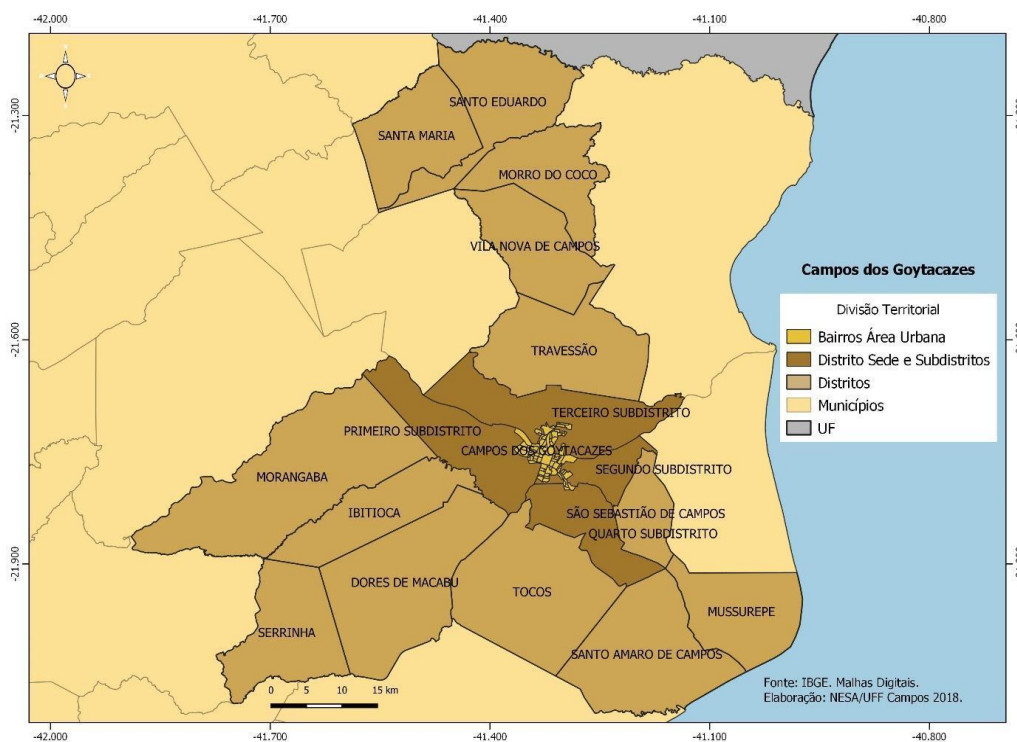 -42.000
-41.700
-41.400
-41.100
-40.800
SANTO EDUARDO
-21.300
SANTA MARIA
MORRO DO COCO
VILA NOVA DE CAMPOS
Campos dos Goytacazes
Divisão Territorial
Bairros Área Urbana
Distrito Sede e Subdistritos
Distritos
Municípios
UF
-21.600
TRAVESSÃO
TERCEIRO SUBDISTRITO
PRIMEIRO SUBDISTRITO
CAMPOS DOS GOYTACAZES
SEGUNDO SUBDISTRITO
MORANGABA
IBITIOCA
SÃO SEBASTIÃO DE CAMPOS
QUARTO SUBDISTRITO
-21.900
DORES DE MACABU
TOCOS
MUSSUREPE
SERRINHA
SANTO AMARO DE CAMPOS
0 5 10 15 km
Fonte: IBGE. Malhas Digitais.
Elaboração: NESA/UFF Campos 2018.
-42.000
-41.700
-41.400
-41.100
-40.800